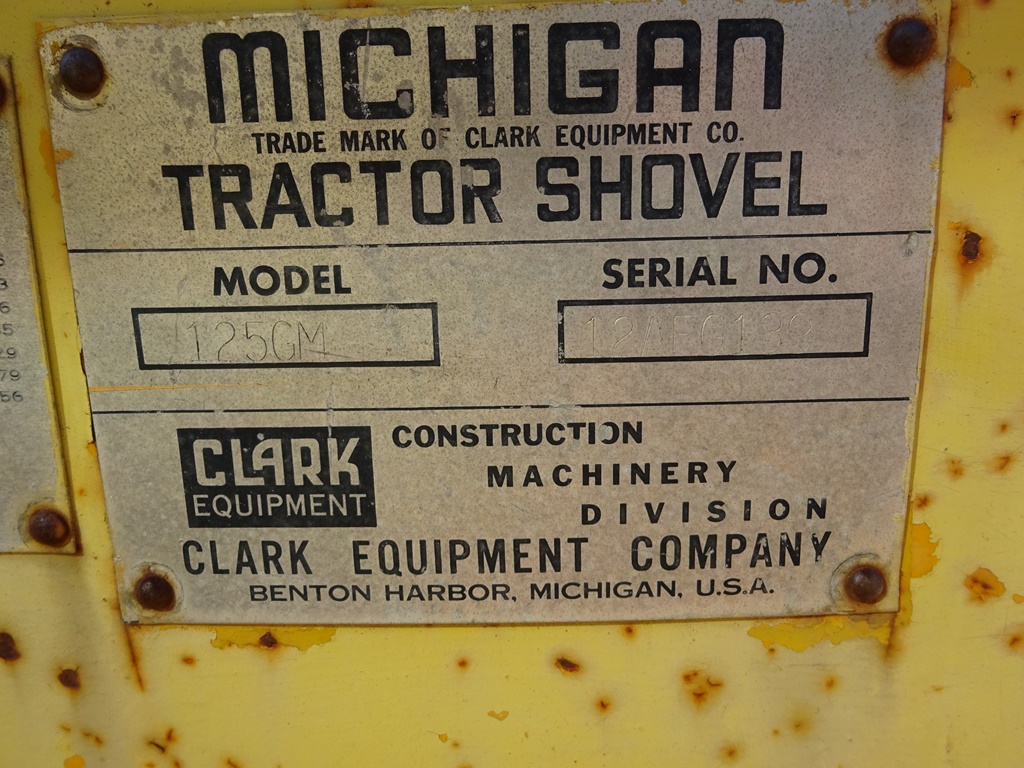 MICHIGAN
TRADE MARK OF CLARK EQUIPMENT CO.
TRACTOR SHOVEL
MODEL
SERIAL NO.
125GM
CLARK
EQUIPMENT
CONSTRUCTION
MACHINERY
DIVISION
CLARK EQUIPMENT COMPANY
BENTON HARBOR, MICHIGAN, U.S.A.